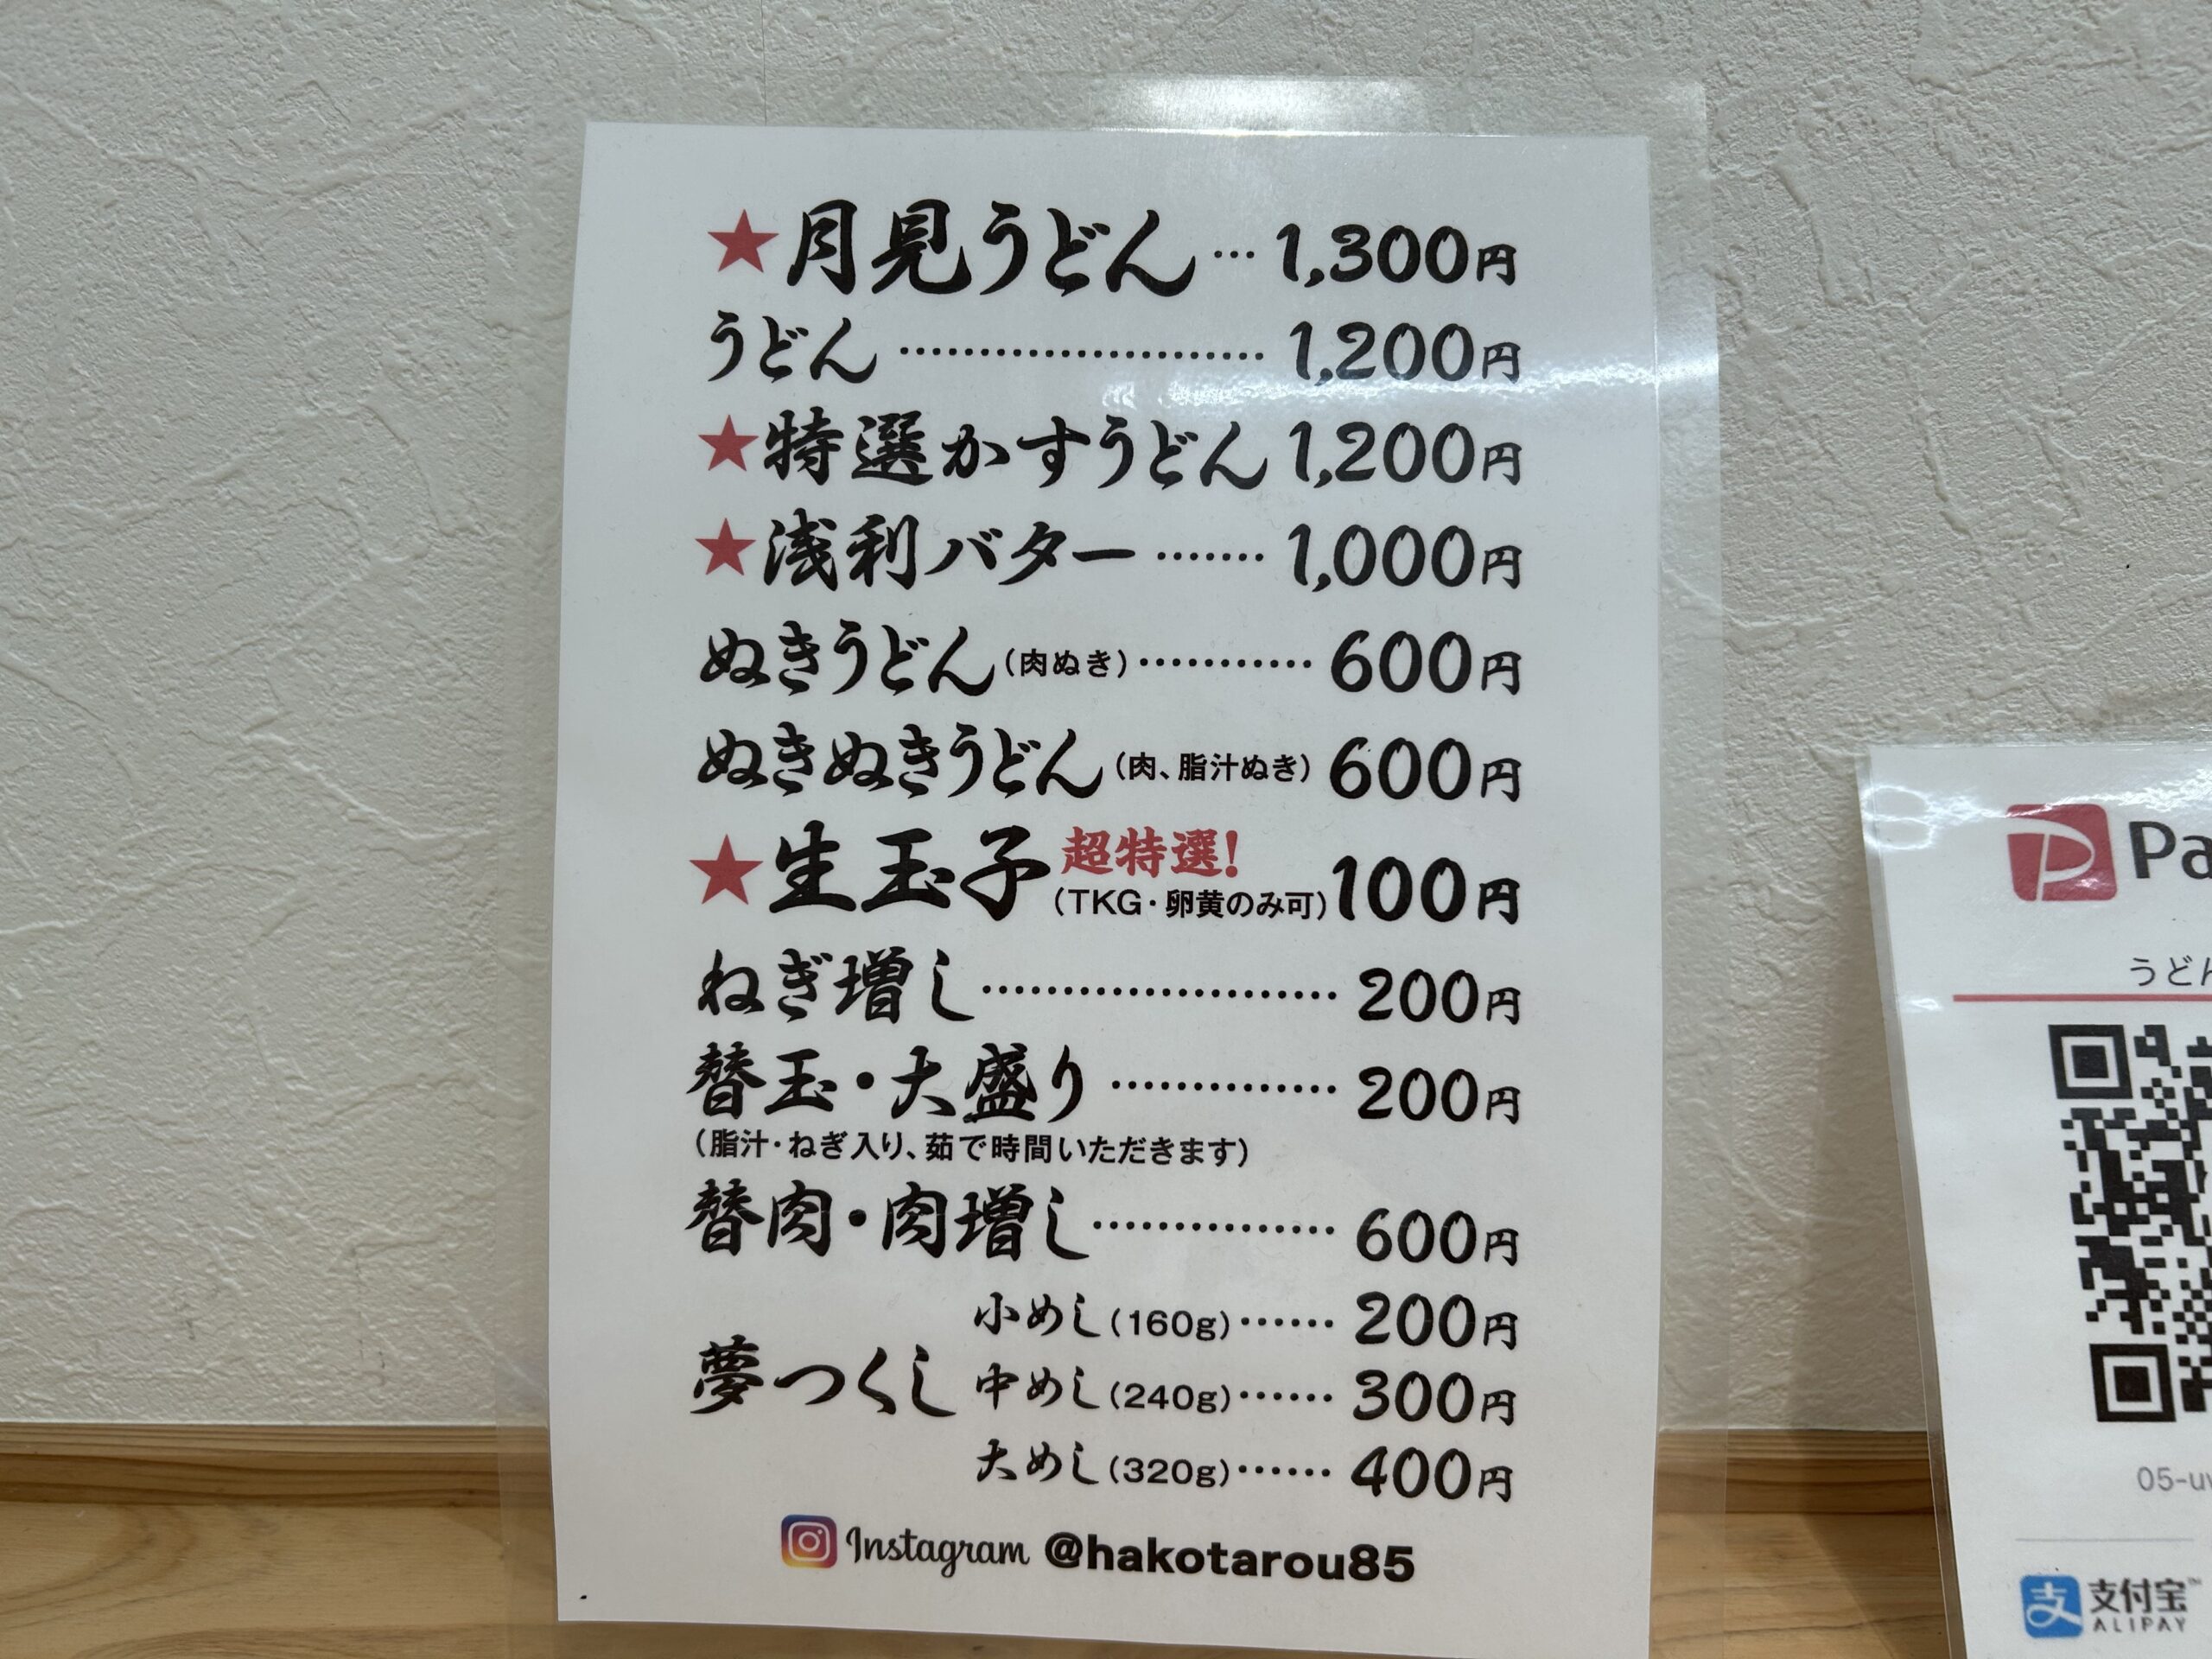 ★月見うどん…1,300円
うどん……………………1,200円
★特選かすうどん1,200円
★浅利バター……1,000円
ぬきうどん(肉ぬき)…………600円
ぬきぬきうどん(肉、脂汁ぬき)600円
★生玉子 超特選!
(TKG・卵黄のみ可)100円
ねぎ増し……………………200円
替玉・大盛り……………200円
(脂汁・ねぎ入り、茹で時間いただきます)
替肉・肉増し……………600円
夢つくし
小めし(160g)……200円
中めし(240g)……300円
大めし(320g)……400円
Instagram @hakotarou85
Pa
うど
05-u
支付宝™
ALIPAY